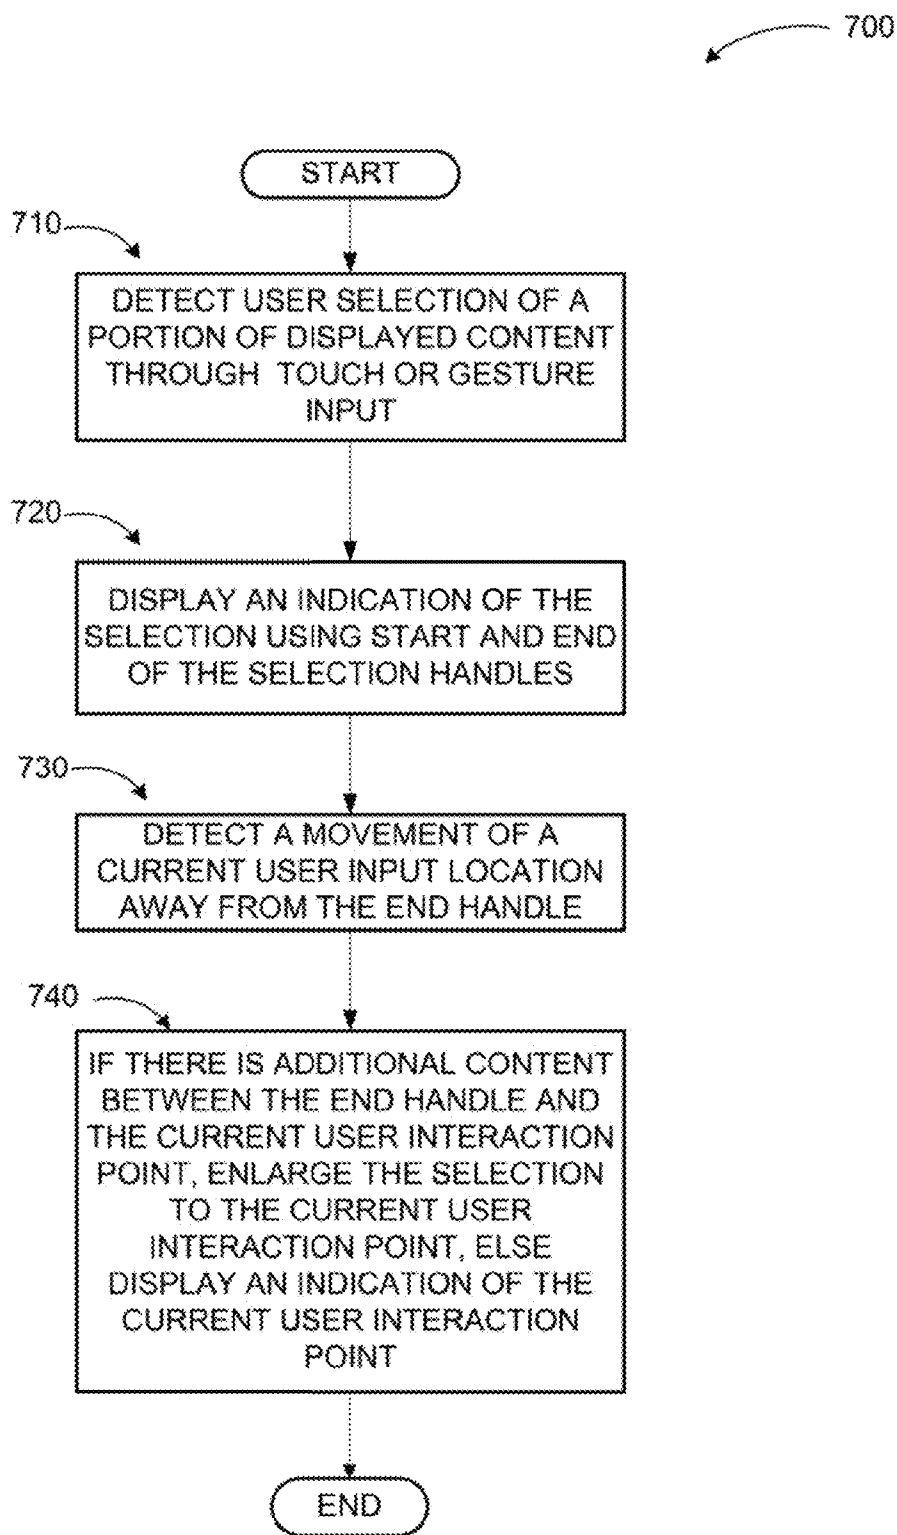 700
START
710
DETECT USER SELECTION OF A
PORTION OF DISPLAYED CONTENT
THROUGH TOUCH OR GESTURE
INPUT
720
DISPLAY AN INDICATION OF THE
SELECTION USING START AND END
OF THE SELECTION HANDLES
730
DETECT A MOVEMENT OF A
CURRENT USER INPUT LOCATION
AWAY FROM THE END HANDLE
740
IF THERE IS ADDITIONAL CONTENT
BETWEEN THE END HANDLE AND
THE CURRENT USER INTERACTION
POINT, ENLARGE THE SELECTION
TO THE CURRENT USER
INTERACTION POINT, ELSE
DISPLAY AN INDICATION OF THE
CURRENT USER INTERACTION
POINT
END